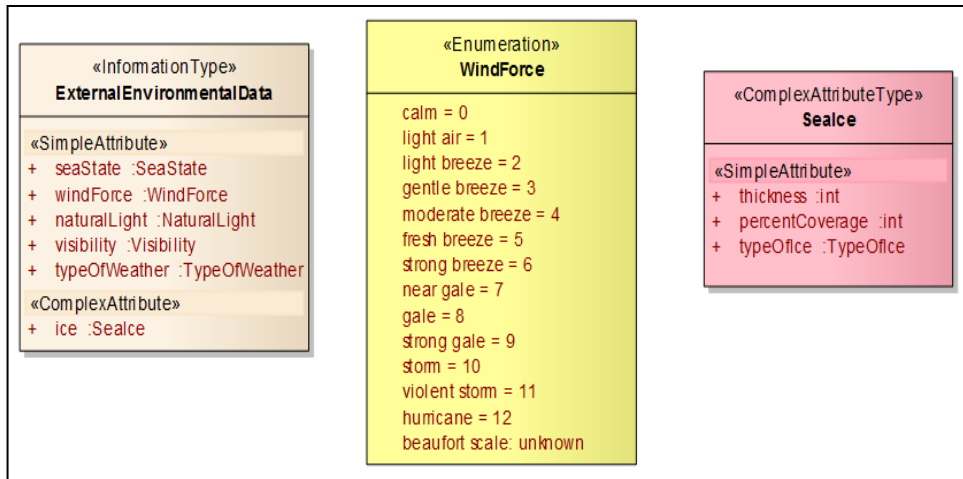 «InformationType»
ExternalEnvironmentalData
«SimpleAttribute»
+ seaState :SeaState
+ windForce :WindForce
+ naturalLight :NaturalLight
+ visibility :Visibility
+ typeOfWeather :TypeOfWeather
«ComplexAttribute»
+ ice :SeaIce
«Enumeration»
WindForce
calm = 0
light air = 1
light breeze = 2
gentle breeze = 3
moderate breeze = 4
fresh breeze = 5
strong breeze = 6
near gale = 7
gale = 8
strong gale = 9
storm = 10
violent storm = 11
hurricane = 12
beaufort scale: unknown
«ComplexAttributeType»
SeaIce
«SimpleAttribute»
+ thickness :int
+ percentCoverage :int
+ typeOfIce :TypeOfIce